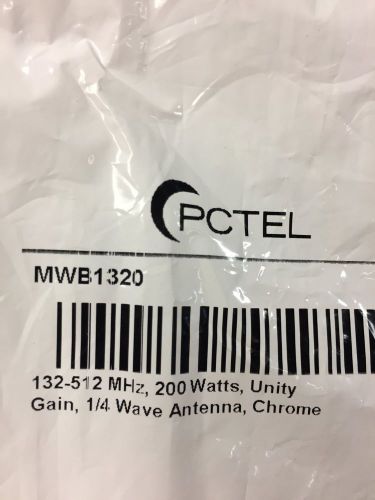 PCTEL
MWB1320
132-512 MHz, 200 Watts, Unity
Gain, 1/4 Wave Antenna, Chrome